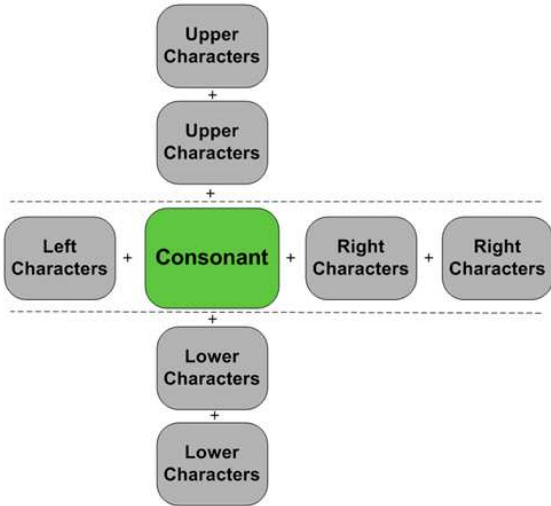 Upper
Characters
+
Upper
Characters
+
Left
Characters
+
Consonant
+
Right
Characters
+
Right
Characters
+
Lower
Characters
+
Lower
Characters